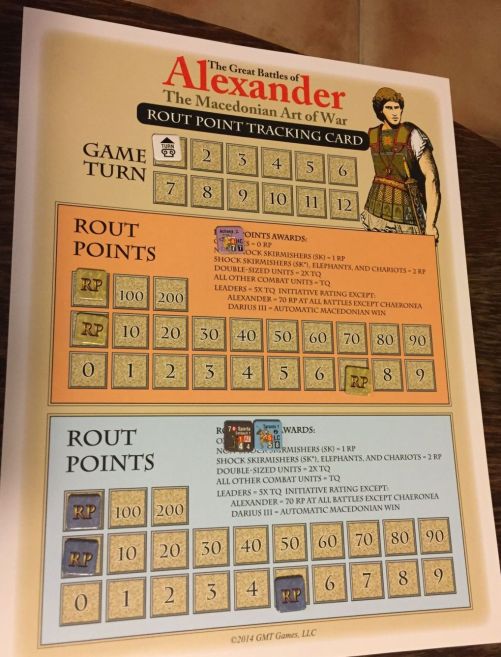 The Great Battles of
Alexander
The Macedonian Art of War
ROUT POINT TRACKING CARD
GAME
TURN
TURN 2 3 4 5 6
7 8 9 10 11 12
ROUT
POINTS
POINTS AWARDS:
= 0 RP
SKIRMISHERS (SK) = 1 RP
SHOCK SKIRMISHERS (SK*), ELEPHANTS, AND CHARIOTS = 2 RP
DOUBLE-SIZED UNITS = 2X TQ
ALL OTHER COMBAT UNITS = TQ
LEADERS = 5X TQ INITIATIVE RATING EXCEPT:
ALEXANDER = 70 RP AT ALL BATTLES EXCEPT CHAERONEA
DARIUS III = AUTOMATIC MACEDONIAN WIN
RP 100 200
RP 10 20 30 40 50 60 70 80 90
0 1 2 3 4 5 6 RP 8 9
ROUT
POINTS
AWARDS:
SKIRMISHERS (SK) = 1 RP
SHOCK SKIRMISHERS (SK*), ELEPHANTS, AND CHARIOTS = 2 RP
DOUBLE-SIZED UNITS = 2X TQ
ALL OTHER COMBAT UNITS = TQ
LEADERS = 5X TQ INITIATIVE RATING EXCEPT:
ALEXANDER = 70 RP AT ALL BATTLES EXCEPT CHAERONEA
DARIUS III = AUTOMATIC MACEDONIAN WIN
RP 100 200
RP 10 20 30 40 50 60 70 80 90
0 1 2 3 4 RP 6 7 8 9
©2014 GMT Games, LLC